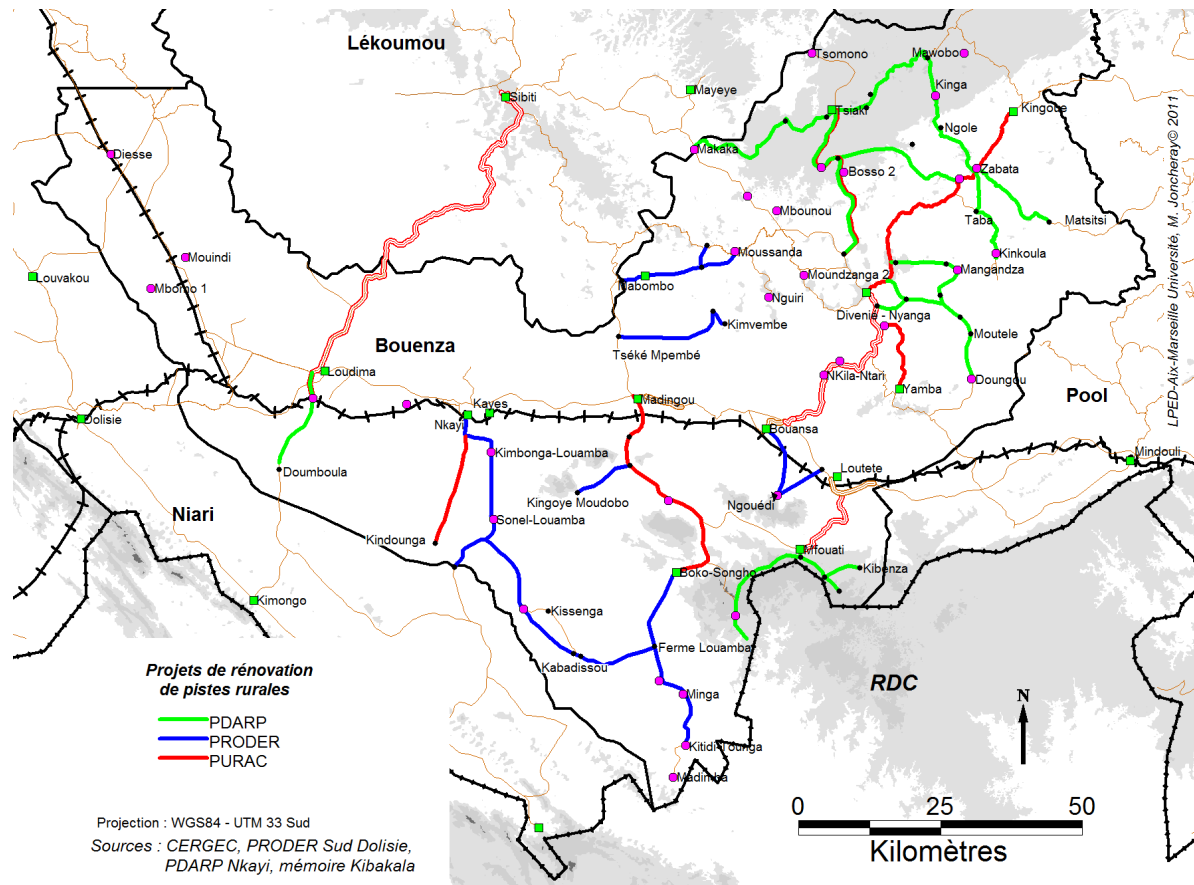 Lékoumou
Tsomono
Mawobo
Sibiti
Mayeye
Tsiaki
Kinga
Kingoue
Ngole
Diesse
Makaka
Bosso 2
Zabata
Mbounou
Taba
Matsitsi
Mouindi
Moussanda
Kinkoula
Louvakou
Mbomo 1
Mabombo
Moundzanga 2
Mangandza
Nguiri
Divenie - Nyanga
Kimvembe
Bouenza
Tséké Mpembé
Moutele
Loudima
NKila-Ntari
Doungou
Yamba
Pool
Dolisie
Kayes
Madingou
Nkayi
Bouansa
Kimbonga-Louamba
Mindouli
Doumboula
Loutete
Kingoye Moudobo
Ngouédi
Niari
Sonel-Louamba
Kindounga
Mfouati
Kibenza
Boko-Songho
Kimongo
Kissenga
Ferme Louamba
Kabadissou
RDC
Minga
Kitidi-Tounga
Madimba
LPED-Aix-Marseille Université, M. Joncheray© 2011
Projets de rénovation
de pistes rurales
PDARP
PRODER
PURAC
N
0 25 50
Kilomètres
Projection : WGS84 - UTM 33 Sud
Sources : CERGEC, PRODER Sud Dolisie,
PDARP Nkayi, mémoire Kibakala